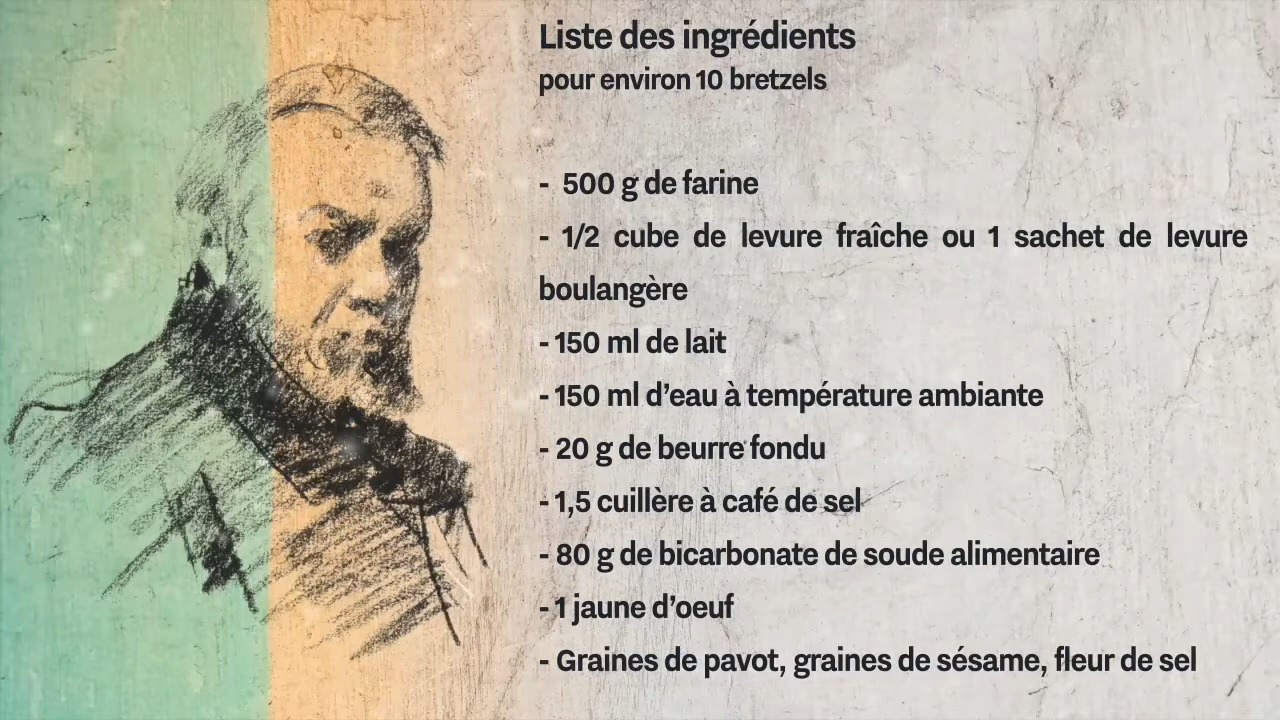 Liste des ingrédients
pour environ 10 bretzels
- 500 g de farine
- 1/2 cube de levure fraîche ou 1 sachet de levure
boulangère
- 150 ml de lait
- 150 ml d’eau à température ambiante
- 20 g de beurre fondu
- 1,5 cuillère à café de sel
- 80 g de bicarbonate de soude alimentaire
- 1 jaune d’oeuf
- Graines de pavot, graines de sésame, fleur de sel